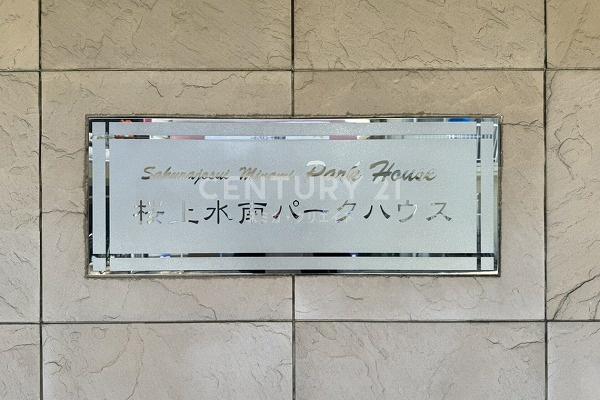 Sakurajosui Minami Park House
CENTURY 21
桜上水南パークハウス